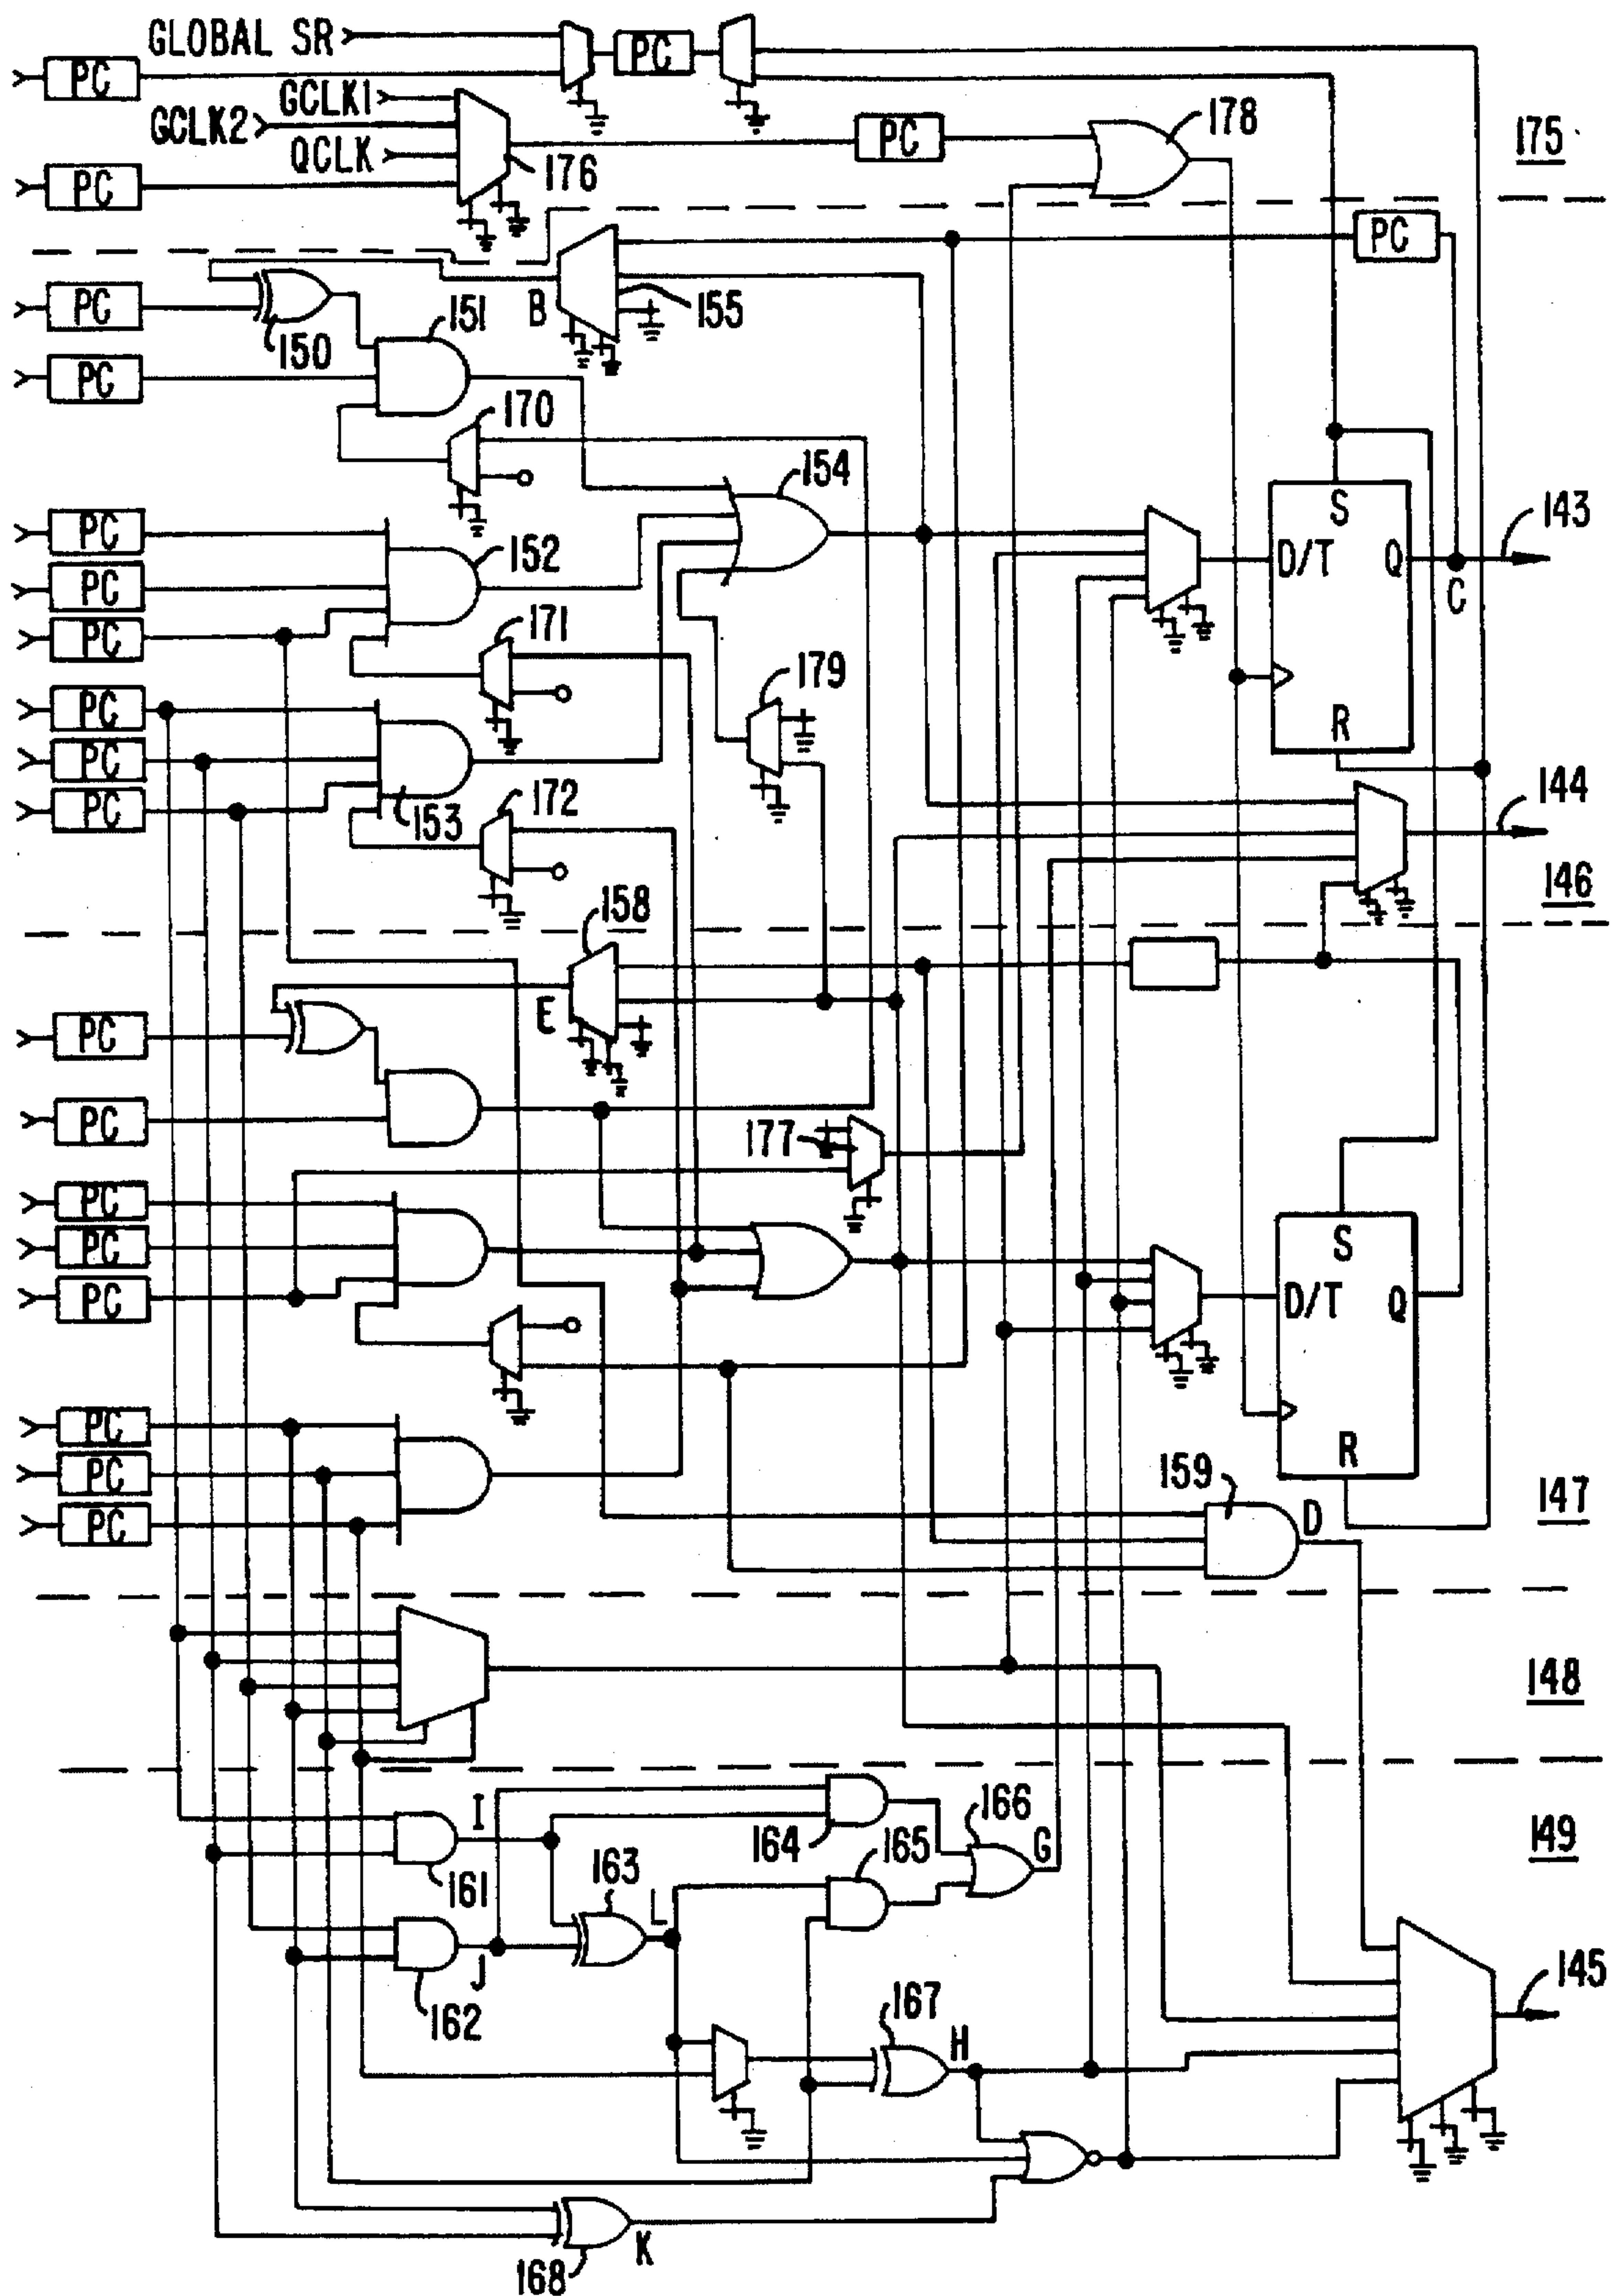 GLOBAL SR
PC
PC
GCLK1
GCLK2
QCLK
176
PC
PC
178
175
PC
PC
150
151
B
155
PC
170
154
PC
152
PC
PC
171
S
D/T
Q
143
C
R
179
PC
PC
PC
153
172
144
146
158
E
PC
PC
177
PC
PC
PC
S
D/T
Q
R
PC
PC
PC
159
D
147
148
I
161
164
166
G
165
163
L
J
162
149
167
H
145
168
K